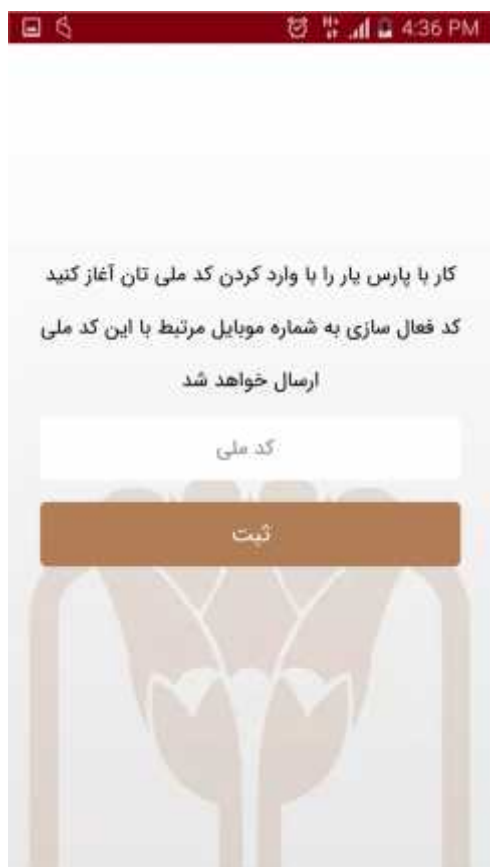 4:36 PM
کار با پارس یار را با وارد کردن کد ملی تان آغاز کنید
کد فعال سازی به شماره موبایل مرتبط با این کد ملی
ارسال خواهد شد
کد ملی
ثبت